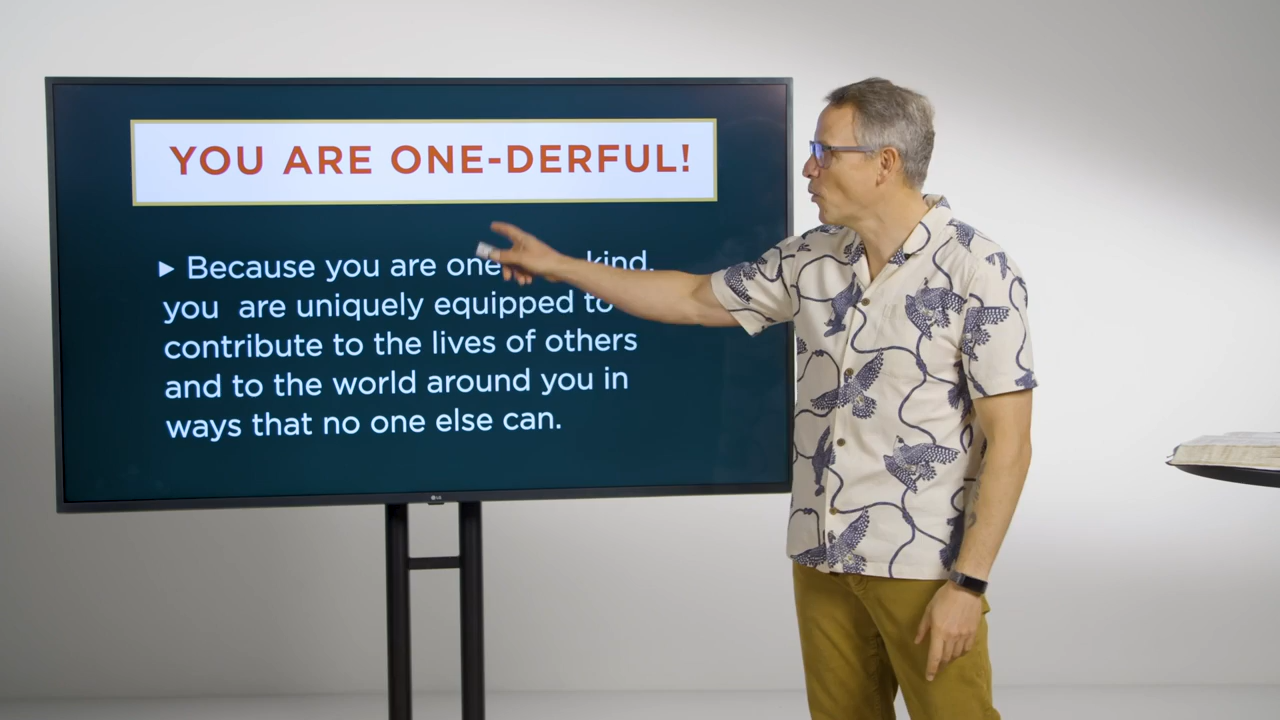 YOU ARE ONE-DERFUL!
▶ Because you are one kind,
you are uniquely equipped to
contribute to the lives of others
and to the world around you in
ways that no one else can.
LG